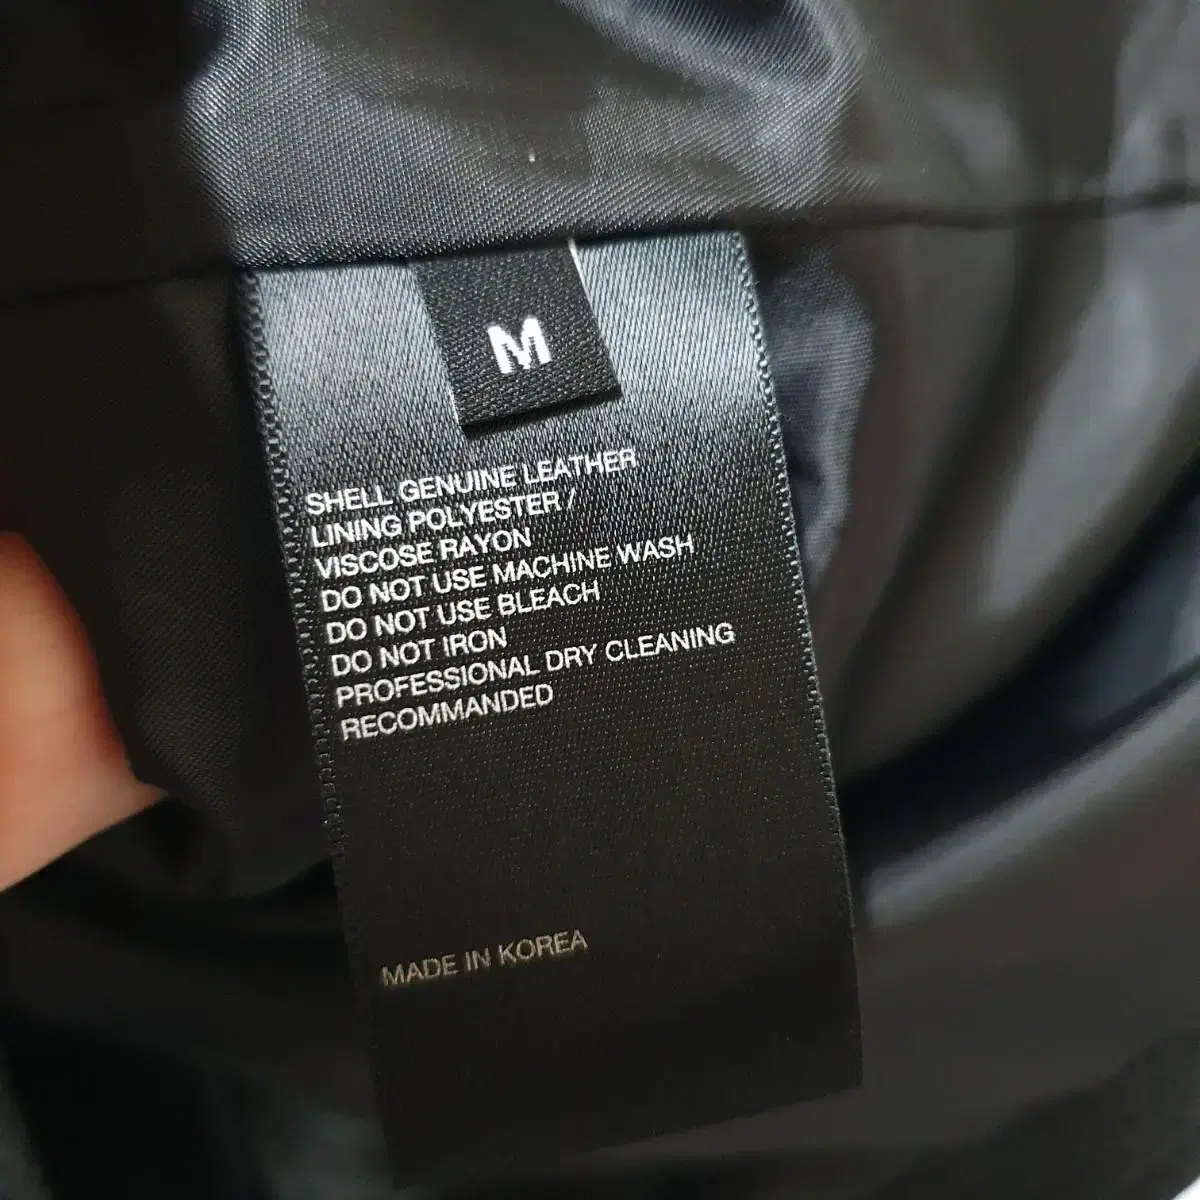 M
SHELL GENUINE LEATHER
LINING POLYESTER /
VISCOSE RAYON
DO NOT USE MACHINE WASH
DO NOT USE BLEACH
DO NOT IRON
PROFESSIONAL DRY CLEANING
RECOMMANDED
MADE IN KOREA